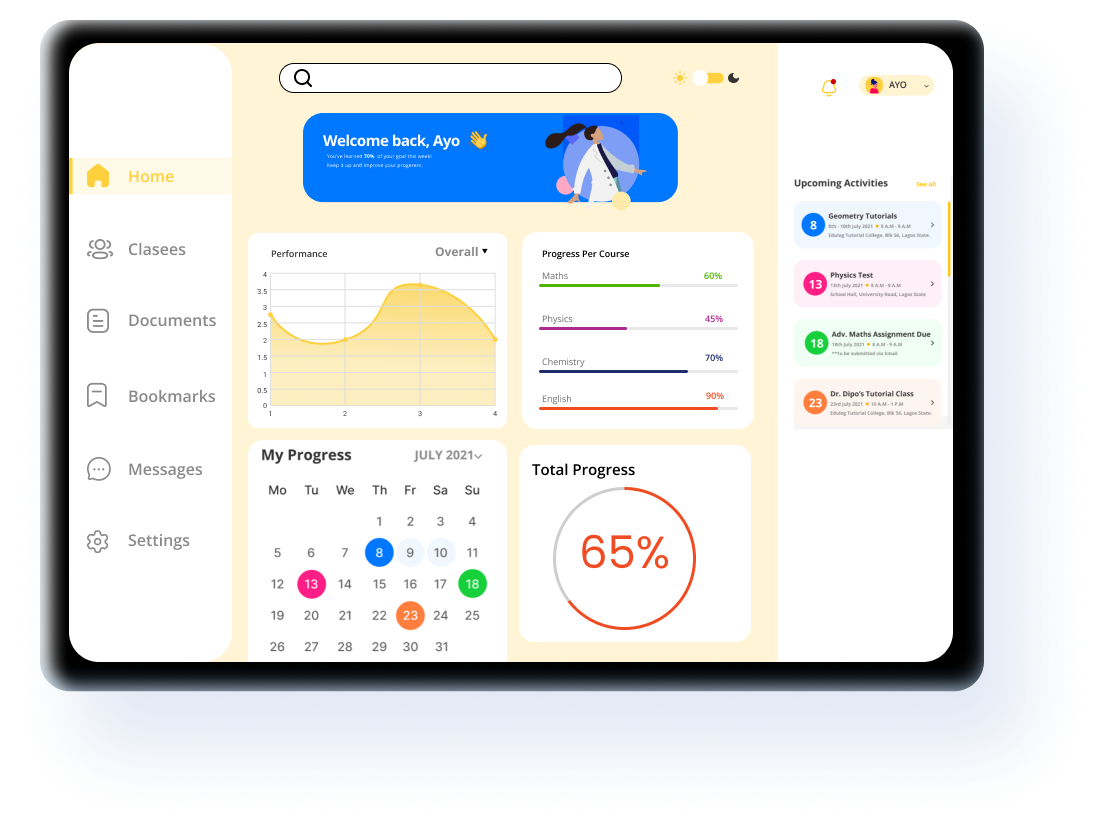 AYO
Welcome back, Ayo 👋
You've learned 70% of your goal this week!
Keep it up and improve your progerent.
Home
Clasees
Documents
Bookmarks
Messages
Settings
Performance
Overall
4
3.5
3
2.5
2
1.5
1
0.5
0
1 2 3 4
Progress Per Course
Maths 60%
Physics 45%
Chemistry 70%
English 90%
My Progress
JULY 2021
Mo Tu We Th Fr Sa Su
1 2 3 4
5 6 7 8 9 10 11
12 13 14 15 16 17 18
19 20 21 22 23 24 25
26 27 28 29 30 31
Total Progress
65%
Upcoming Activities
See all
8
Geometry Tutorials
8th - 10th July 2021 8 A.M - 9 A.M
Edulog Tutorial College, Blk 56, Lagos State.
13
Physics Test
13th July 2021 8 A.M - 9 A.M
School Hall, University Road, Lagos State
18
Adv. Maths Assignment Due
18th July 2021 8 A.M - 9 A.M
**To be submitted via Email
23
Dr. Dipo's Tutorial Class
23rd July 2021 10 A.M - 1 P.M
Edulog Tutorial College, Blk 56, Lagos State.